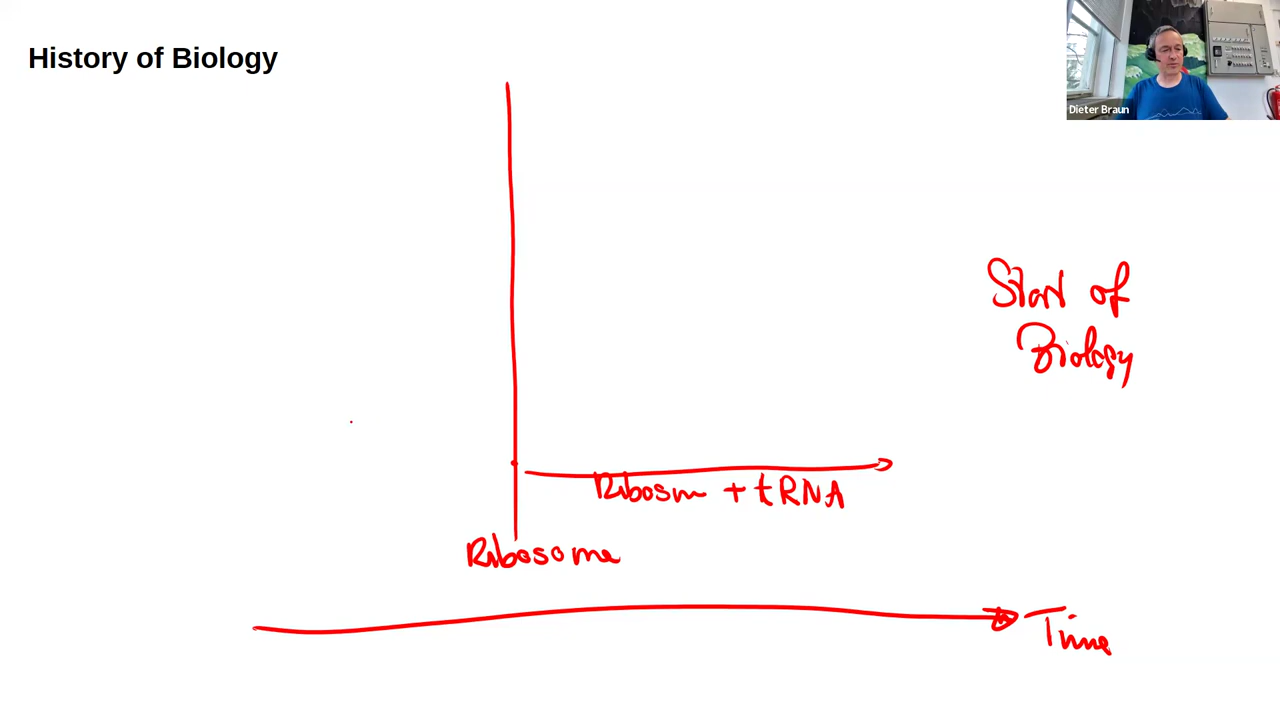 History of Biology
Dieter Braun
Start of
Biology
Ribosm + tRNA
Ribosome
Time